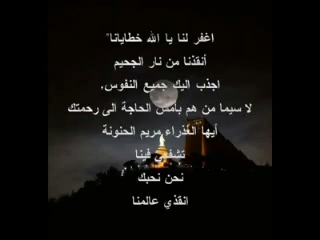 اغفر لنا يا الله خطايانا"
أنقذنا من نار الجحيم
اجذب اليك جميع النفوس،
لا سيما من هم بأمس الحاجة الى رحمتك
أيها العذراء مريم الحنونة
تشفعي فينا
نحن نحبك
انقذي عالمنا